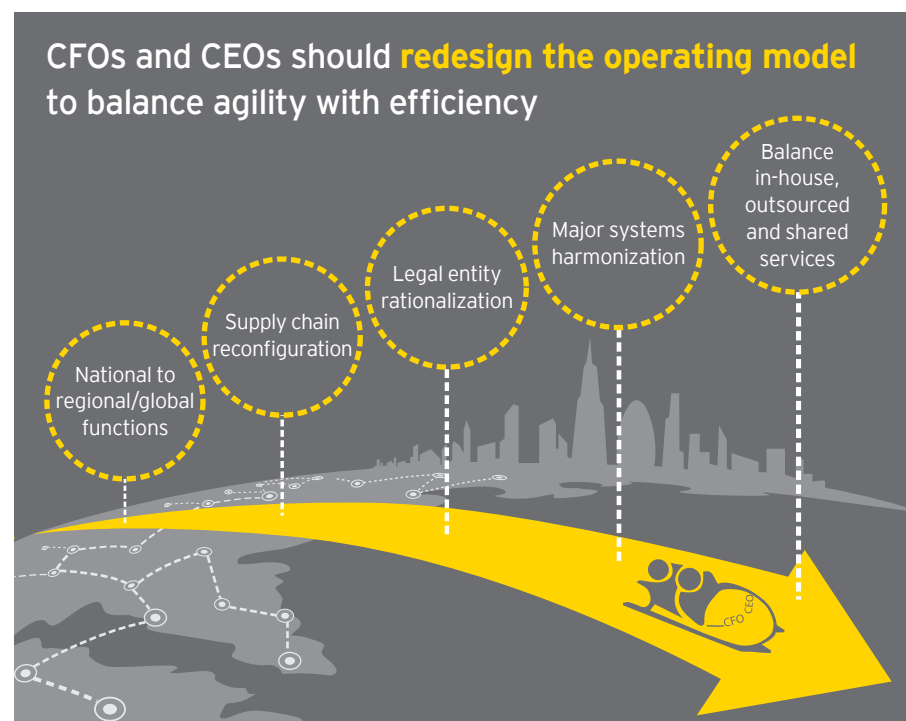 CFOs and CEOs should redesign the operating model
to balance agility with efficiency
National to
regional/global
functions
Supply chain
reconfiguration
Legal entity
rationalization
Major systems
harmonization
Balance
in-house,
outsourced
and shared
services
CFO CEO